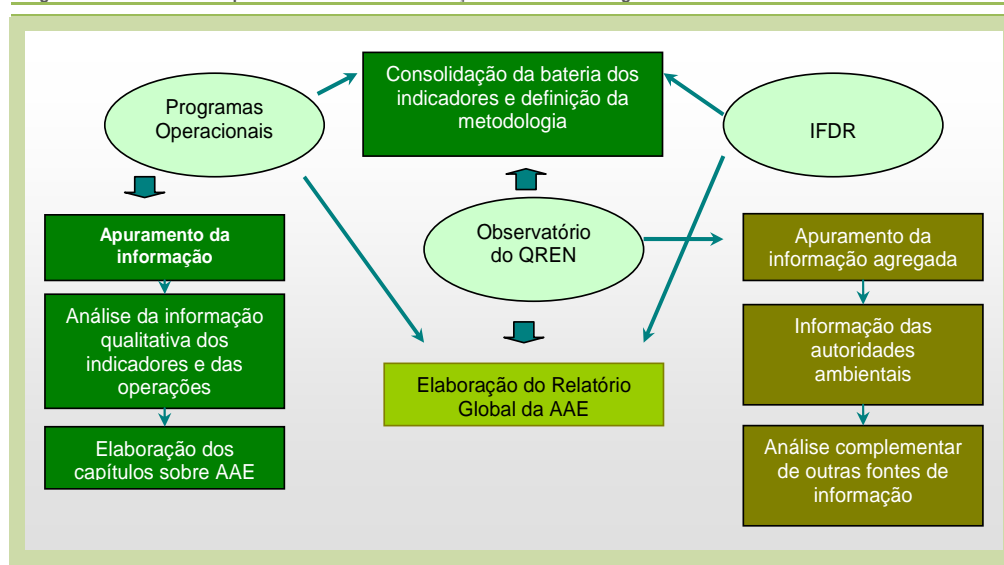 Consolidação da bateria dos
indicadores e definição da
metodologia
Programas
Operacionais
IFDR
Observatório
do QREN
Apuramento da
informação
Análise da informação
qualitativa dos
indicadores e das
operações
Elaboração dos
capítulos sobre AAE
Elaboração do Relatório
Global da AAE
Apuramento da
informação agregada
Informação das
autoridades
ambientais
Análise complementar
de outras fontes de
informação